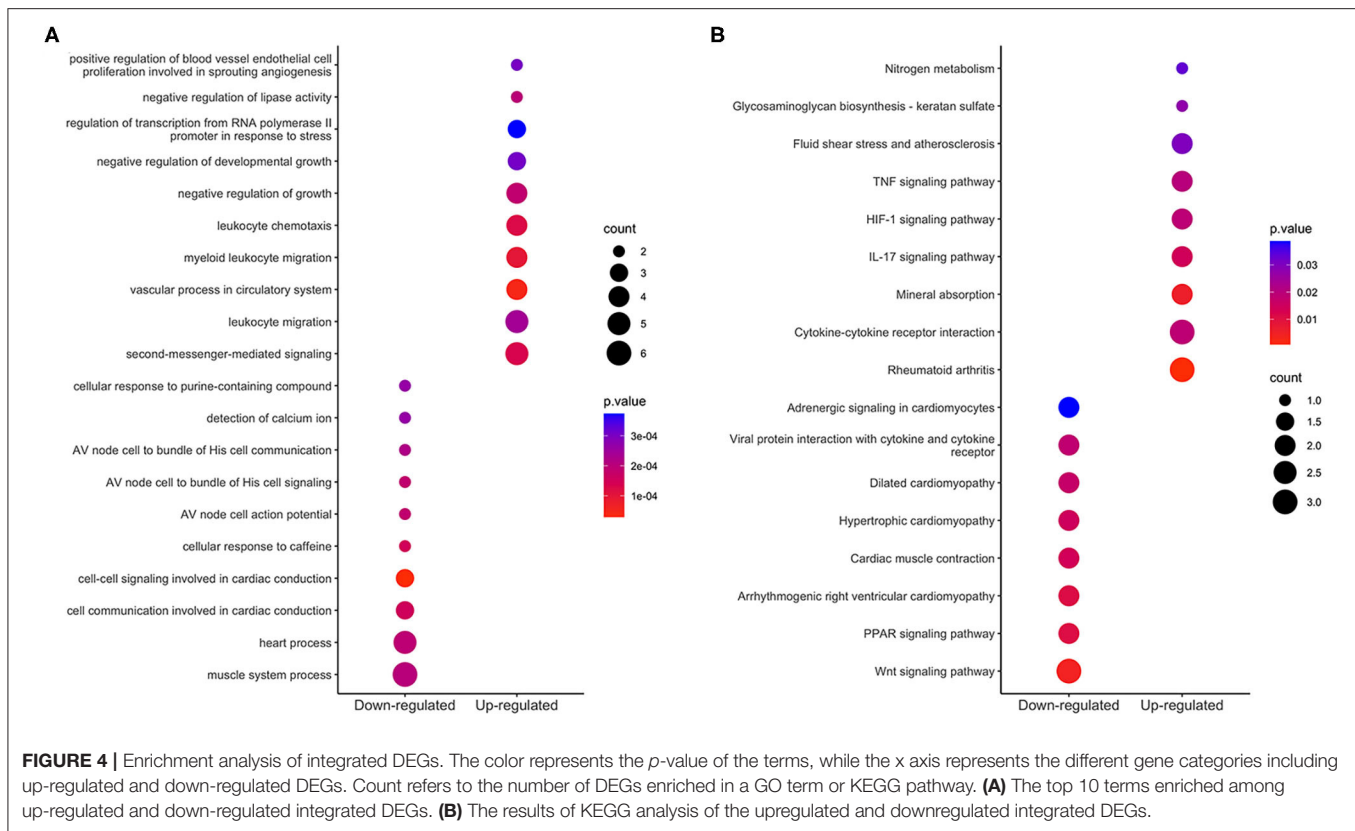 A
positive regulation of blood vessel endothelial cell
proliferation involved in sprouting angiogenesis
negative regulation of lipase activity
regulation of transcription from RNA polymerase II
promoter in response to stress
negative regulation of developmental growth
negative regulation of growth
leukocyte chemotaxis
myeloid leukocyte migration
vascular process in circulatory system
leukocyte migration
second-messenger-mediated signaling
cellular response to purine-containing compound
detection of calcium ion
AV node cell to bundle of His cell communication
AV node cell to bundle of His cell signaling
AV node cell action potential
cellular response to caffeine
cell-cell signaling involved in cardiac conduction
cell communication involved in cardiac conduction
heart process
muscle system process
Down-regulated
Up-regulated
count
2
3
4
5
6
p.value
3e-04
2e-04
1e-04
B
Nitrogen metabolism
Glycosaminoglycan biosynthesis - keratan sulfate
Fluid shear stress and atherosclerosis
TNF signaling pathway
HIF-1 signaling pathway
IL-17 signaling pathway
Mineral absorption
Cytokine-cytokine receptor interaction
Rheumatoid arthritis
Adrenergic signaling in cardiomyocytes
Viral protein interaction with cytokine and cytokine
receptor
Dilated cardiomyopathy
Hypertrophic cardiomyopathy
Cardiac muscle contraction
Arrhythmogenic right ventricular cardiomyopathy
PPAR signaling pathway
Wnt signaling pathway
Down-regulated
Up-regulated
p.value
0.03
0.02
0.01
count
1.0
1.5
2.0
2.5
3.0
FIGURE 4 | Enrichment analysis of integrated DEGs. The color represents the p-value of the terms, while the x axis represents the different gene categories including
up-regulated and down-regulated DEGs. Count refers to the number of DEGs enriched in a GO term or KEGG pathway. (A) The top 10 terms enriched among
up-regulated and down-regulated integrated DEGs. (B) The results of KEGG analysis of the upregulated and downregulated integrated DEGs.